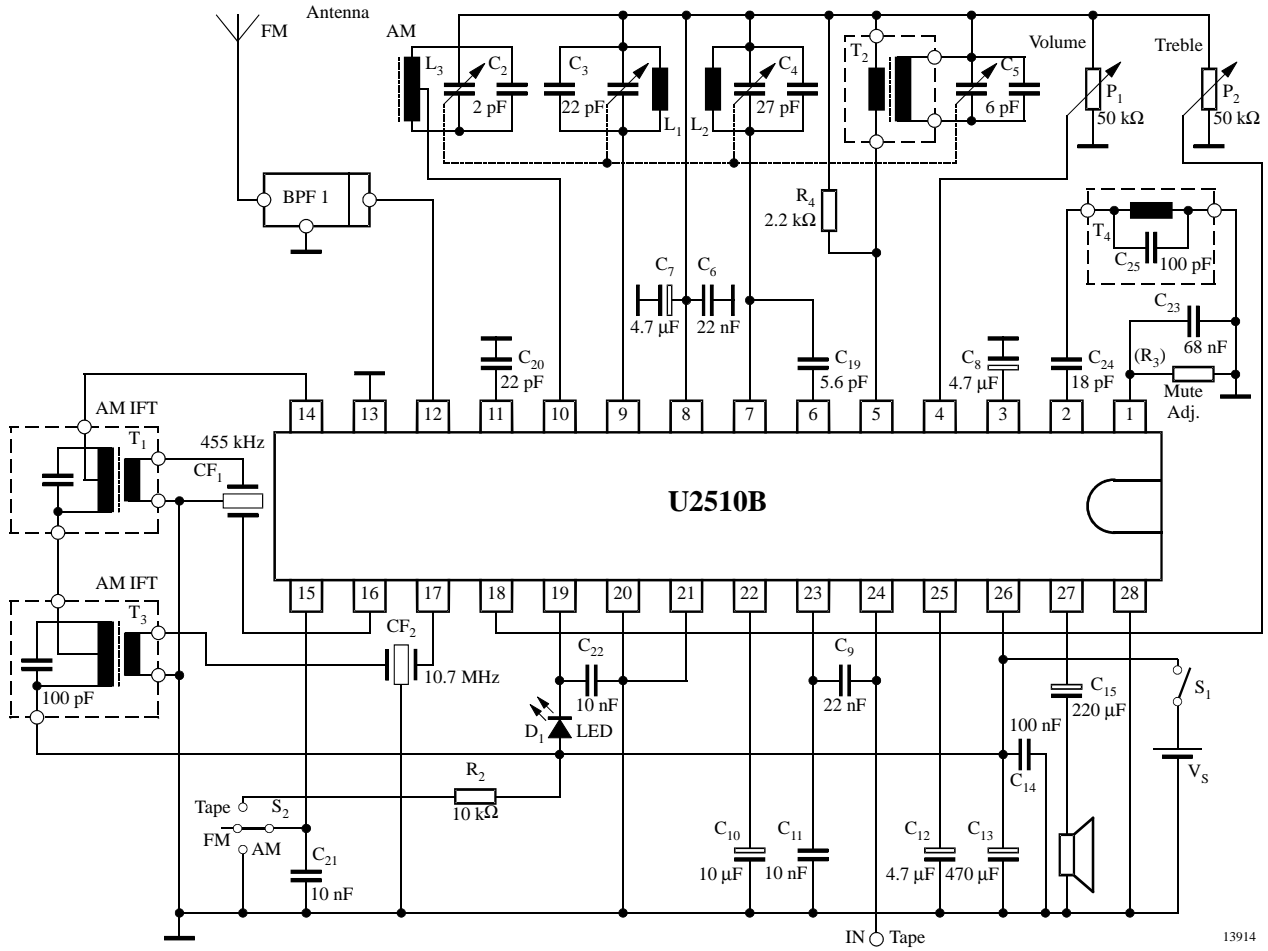 Antenna
FM
AM
Volume
Treble
L3
C2
2 pF
C3
22 pF
L1
L2
C4
27 pF
T2
C5
6 pF
P1
50 kΩ
P2
50 kΩ
BPF 1
R4
2.2 kΩ
T4
C25
100 pF
C7
4.7 μF
C6
22 nF
C23
68 nF
(R3)
Mute
Adj.
C20
22 pF
C19
5.6 pF
C8
4.7 μF
C24
18 pF
14
13
12
11
10
9
8
7
6
5
4
3
2
1
AM IFT
T1
455 kHz
CF1
U2510B
AM IFT
T3
100 pF
15
16
17
18
19
20
21
22
23
24
25
26
27
28
CF2
10.7 MHz
C22
10 nF
C9
22 nF
D1
LED
C15
220 μF
S1
100 nF
C14
VS
R2
10 kΩ
Tape
S2
FM
AM
C21
10 nF
C10
10 μF
C11
10 nF
C12
4.7 μF
C13
470 μF
IN
Tape
13914